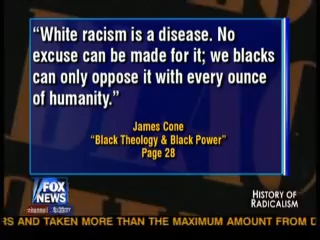 “White racism is a disease. No
excuse can be made for it; we blacks
can only oppose it with every ounce
of humanity.”
James Cone
“Black Theology & Black Power”
Page 28
FOX
NEWS
channel
HISTORY OF
RADICALISM
RS AND TAKEN MORE THAN THE MAXIMUM AMOUNT FROM D